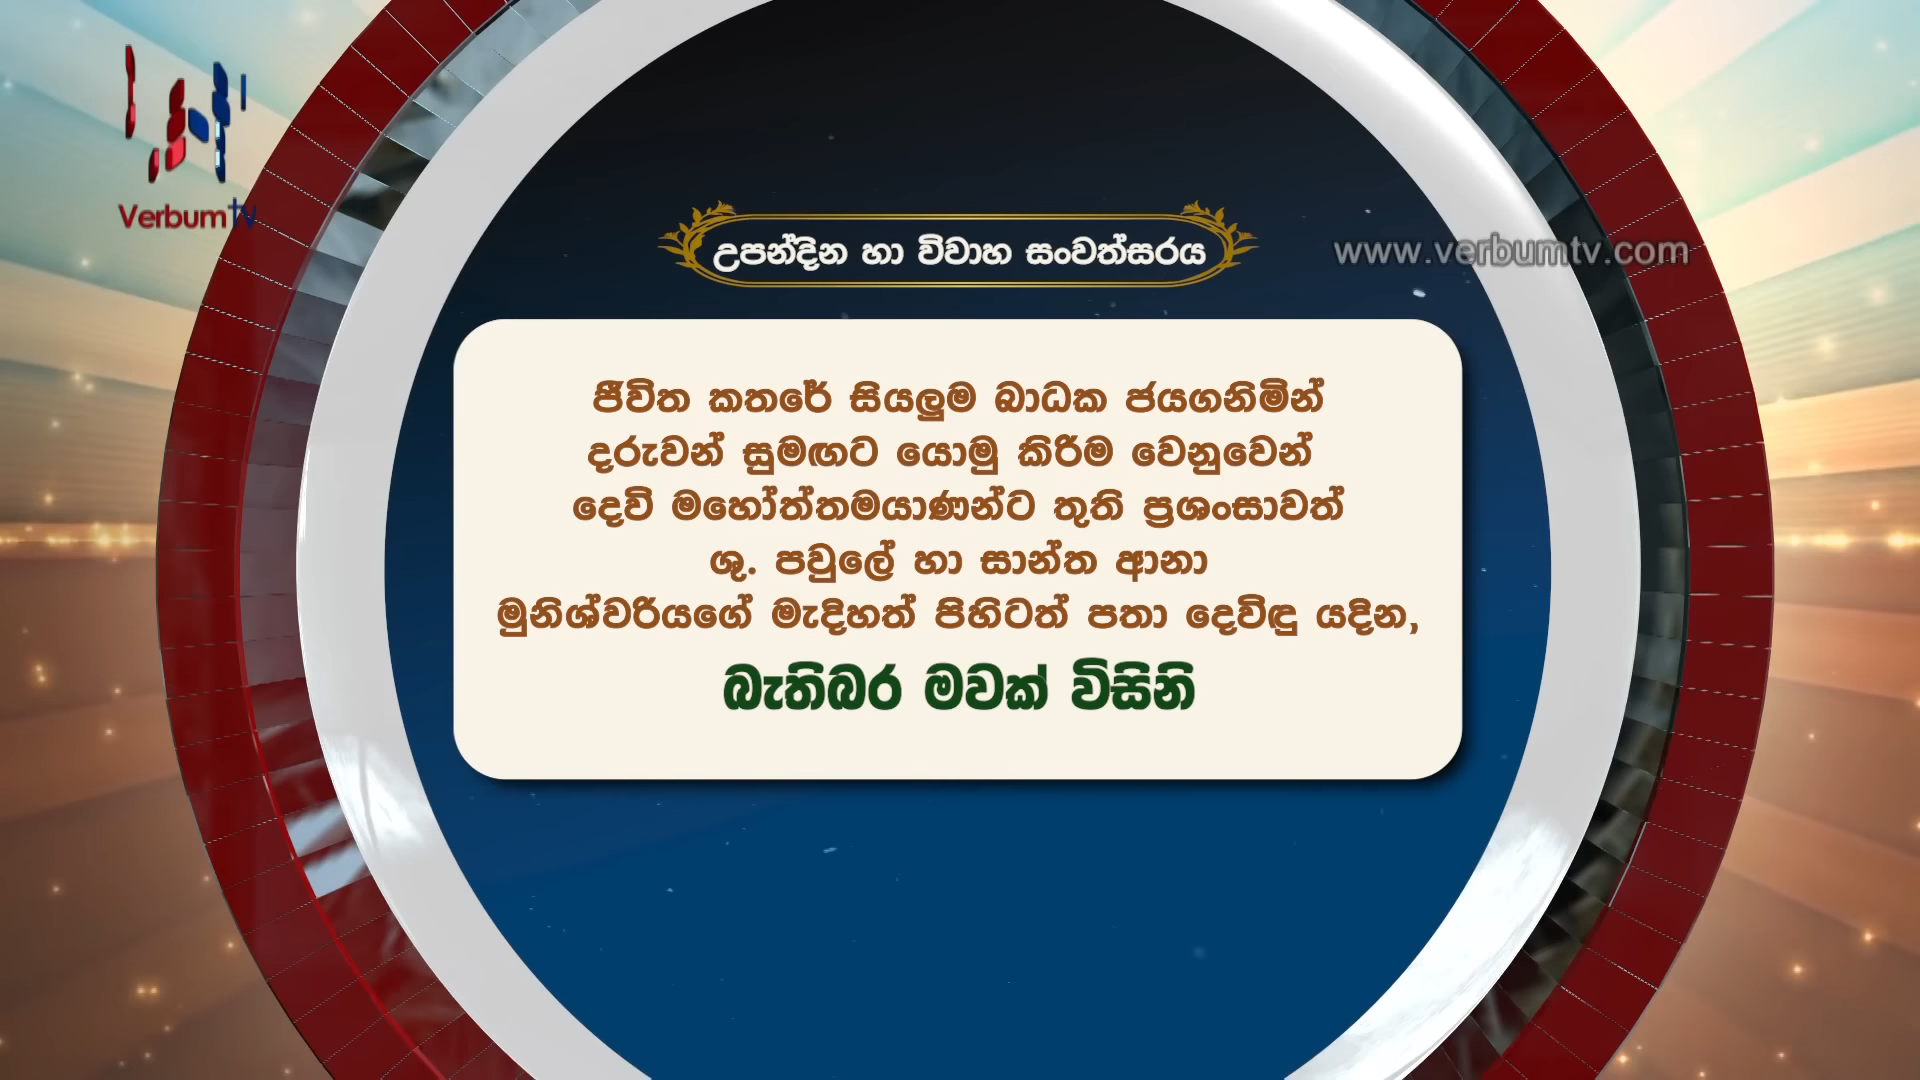 VerbumTV
උපන්දින හා විවාහ සංවත්සරය
www.verbumtv.com
ජීවිත කතරේ සියලුම බාධක ජයගනිමින්
දරුවන් සුමඟට යොමු කිරීම වෙනුවෙන්
දෙවි මහෝත්තමයාණන්ට තුති ප්‍රශංසාවත්
ශු. පවුලේ හා සාන්ත ආනා
මුනිශ්වරියගේ මැදිහත් පිහිටත් පතා දෙවිඳු යදින,
බැතිබර මවක් විසිනි